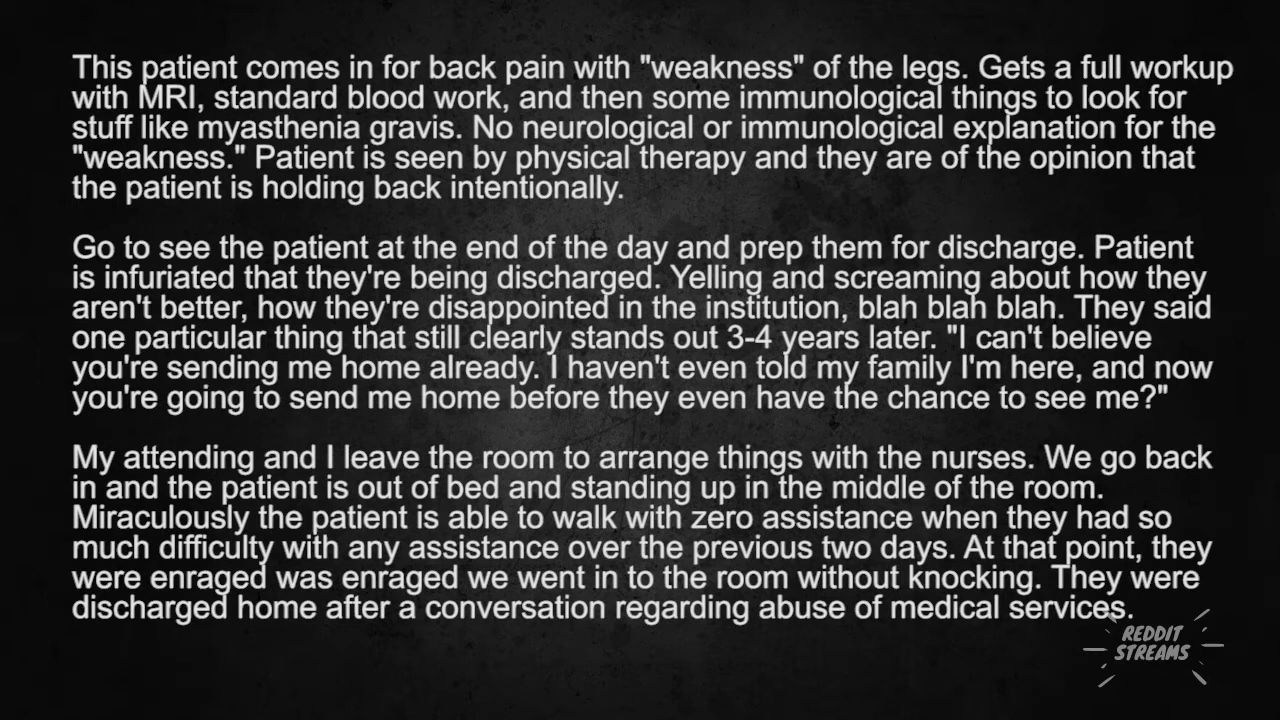 This patient comes in for back pain with "weakness" of the legs. Gets a full workup
with MRI, standard blood work, and then some immunological things to look for
stuff like myasthenia gravis. No neurological or immunological explanation for the
"weakness." Patient is seen by physical therapy and they are of the opinion that
the patient is holding back intentionally.
Go to see the patient at the end of the day and prep them for discharge. Patient
is infuriated that they're being discharged. Yelling and screaming about how they
aren't better, how they're disappointed in the institution, blah blah blah. They said
one particular thing that still clearly stands out 3-4 years later. "I can't believe
you're sending me home already. I haven't even told my family I'm here, and now
you're going to send me home before they even have the chance to see me?"
My attending and I leave the room to arrange things with the nurses. We go back
in and the patient is out of bed and standing up in the middle of the room.
Miraculously the patient is able to walk with zero assistance when they had so
much difficulty with any assistance over the previous two days. At that point, they
were enraged was enraged we went in to the room without knocking. They were
discharged home after a conversation regarding abuse of medical services.
REDDIT
STREAMS